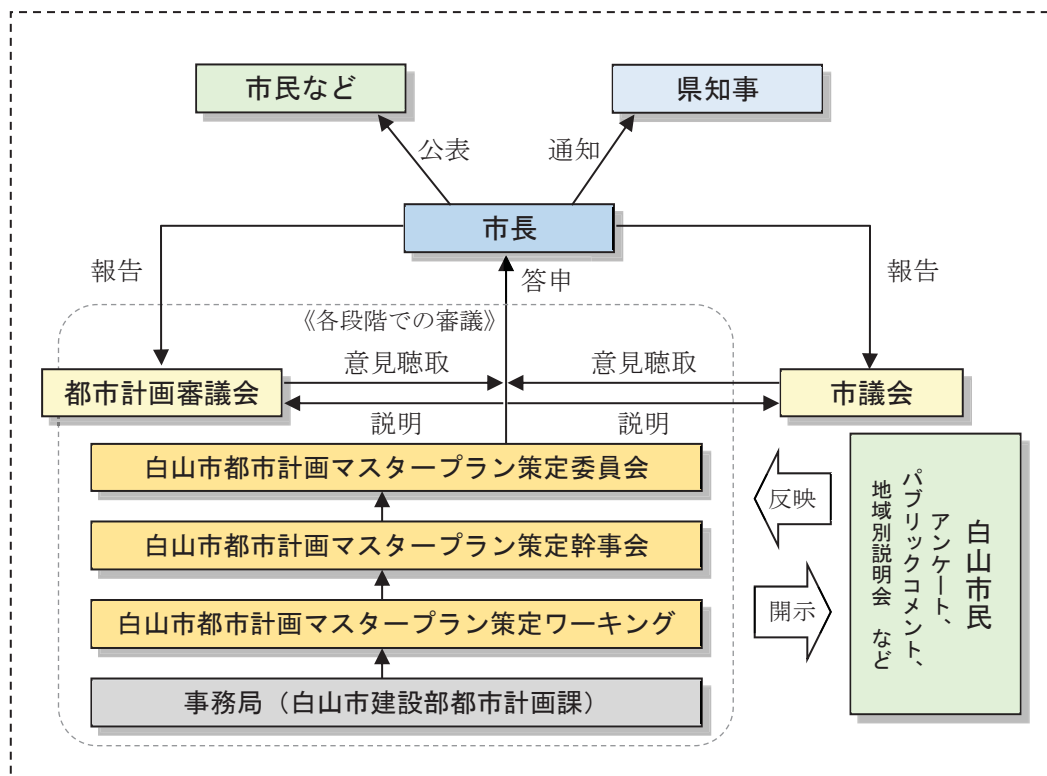 市民など
県知事
公表
通知
市長
報告
答申
報告
《各段階での審議》
意見聴取
意見聴取
都市計画審議会
市議会
説明
説明
白山市都市計画マスタープラン策定委員会
白山市都市計画マスタープラン策定幹事会
白山市都市計画マスタープラン策定ワーキング
事務局（白山市建設部都市計画課）
反映
開示
白山市民
アンケート、
パブリックコメント、
地域別説明会　など